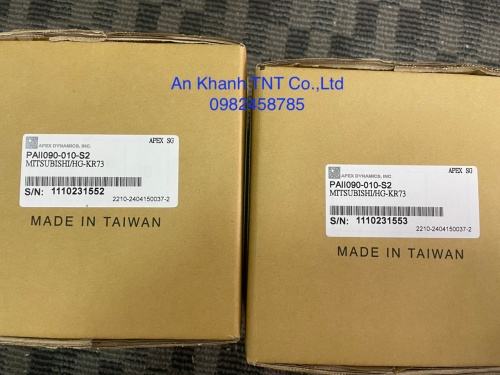 An Khanh TNT Co.,Ltd
0982458785
APEX DYNAMICS, INC.
APEX SG
PAII090-010-S2
MITSUBISHI/HG-KR73
S/N: 1110231552
2210-2404150037-2
MADE IN TAIWAN
APEX DYNAMICS, INC.
APEX SG
PAII090-010-S2
MITSUBISHI/HG-KR73
S/N: 1110231553
2210-2404150037-2
MADE IN TAIWAN